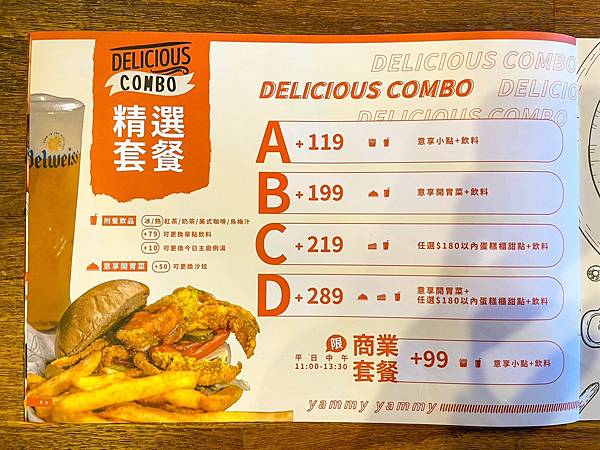 DELICIOUS
COMBO
精選
套餐
Edelweiss
附餐飲品 冰/熱 紅茶/奶茶/美式咖啡/烏梅汁
+79 可更換單點飲料
+10 可更換今日主廚例湯
意享開胃菜 +50 可更換沙拉
DELICIOUS COMBO
DELICIOUS COMBO
DELICIO
DELICIOUS COMBO
A +119 意享小點+飲料
B +199 意享開胃菜+飲料
C +219 任選$180以內蛋糕櫃甜點+飲料
D +289 意享開胃菜+
任選$180以內蛋糕櫃甜點+飲料
限
平日中午
11:00-13:30
商業
套餐
+99 意享小點+飲料
yammy yammy